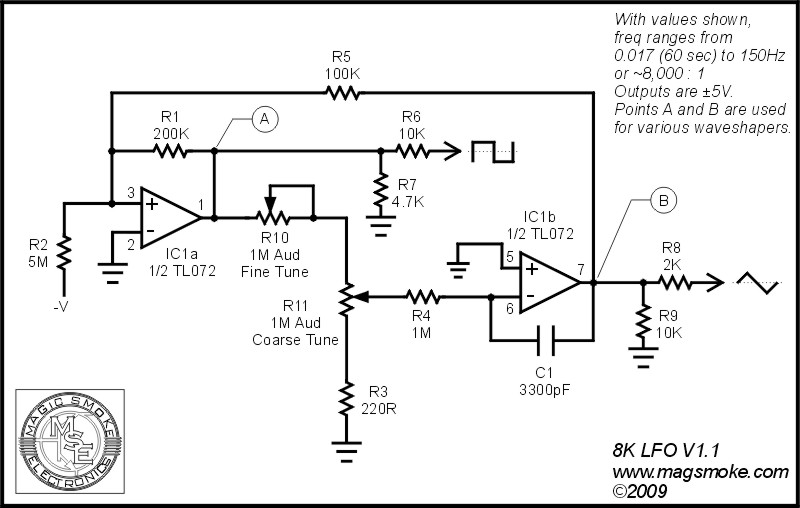 With values shown,
freq ranges from
0.017 (60 sec) to 150Hz
or ~8,000 : 1
Outputs are ±5V.
Points A and B are used
for various waveshapers.
R5
100K
R1
200K
A
R6
10K
R7
4.7K
3
+
-
2
1
IC1a
1/2 TL072
R2
5M
-V
R10
1M Aud
Fine Tune
R11
1M Aud
Coarse Tune
R3
220R
R4
1M
IC1b
1/2 TL072
5
+
-
6
7
B
C1
3300pF
R8
2K
R9
10K
MAGIC SMOKE
MSE
ELECTRONICS
8K LFO V1.1
www.magsmoke.com
©2009